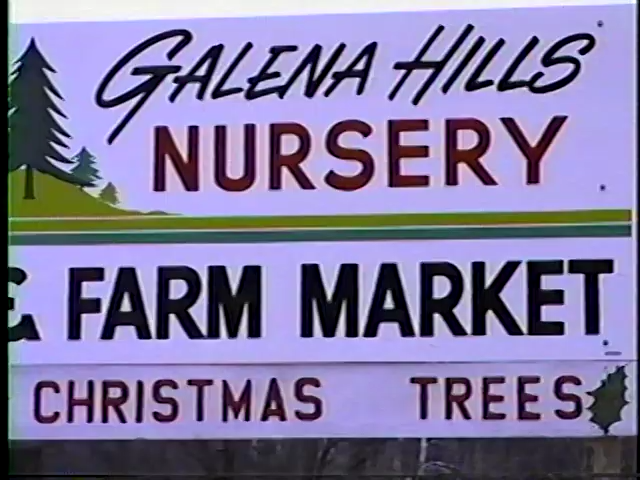 GALENA HILLS
NURSERY
& FARM MARKET
CHRISTMAS TREES